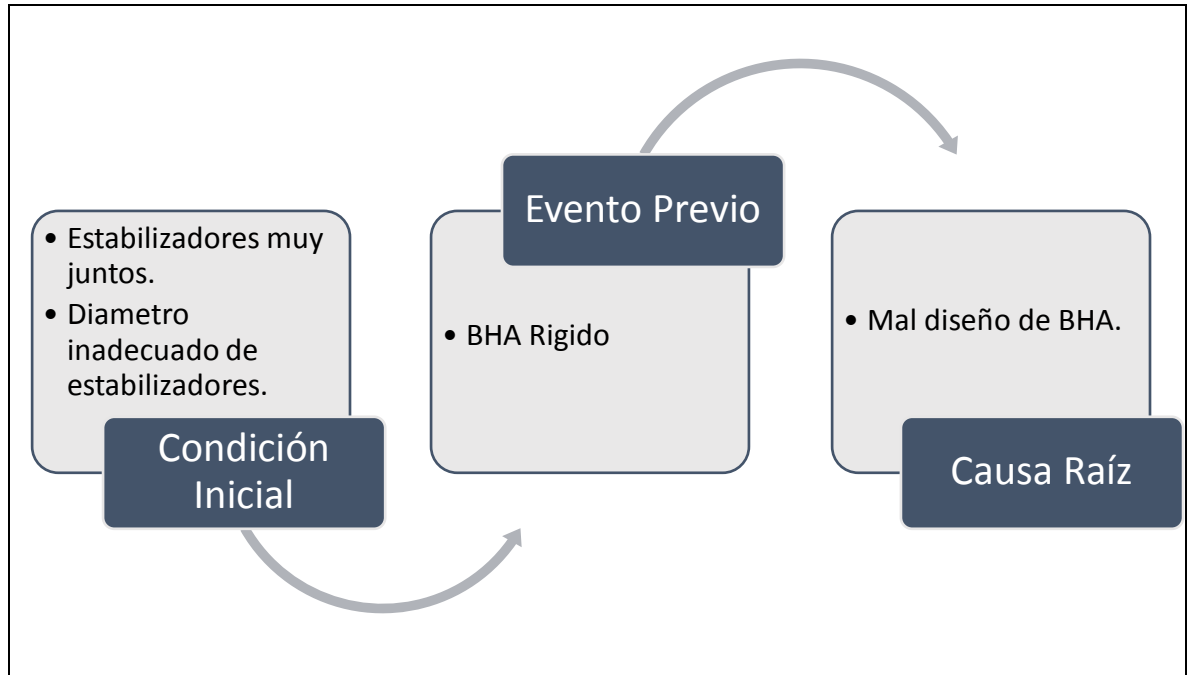 • Estabilizadores muy
juntos.
• Diametro
inadecuado de
estabilizadores.
Condición
Inicial
Evento Previo
• BHA Rigido
• Mal diseño de BHA.
Causa Raíz